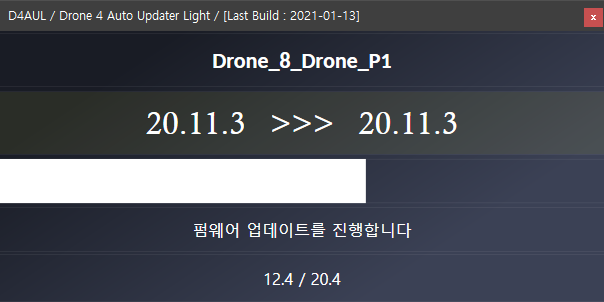 D4AUL / Drone 4 Auto Updater Light / [Last Build : 2021-01-13]
x
Drone_8_Drone_P1
20.11.3 >>> 20.11.3
펌웨어 업데이트를 진행합니다
12.4 / 20.4